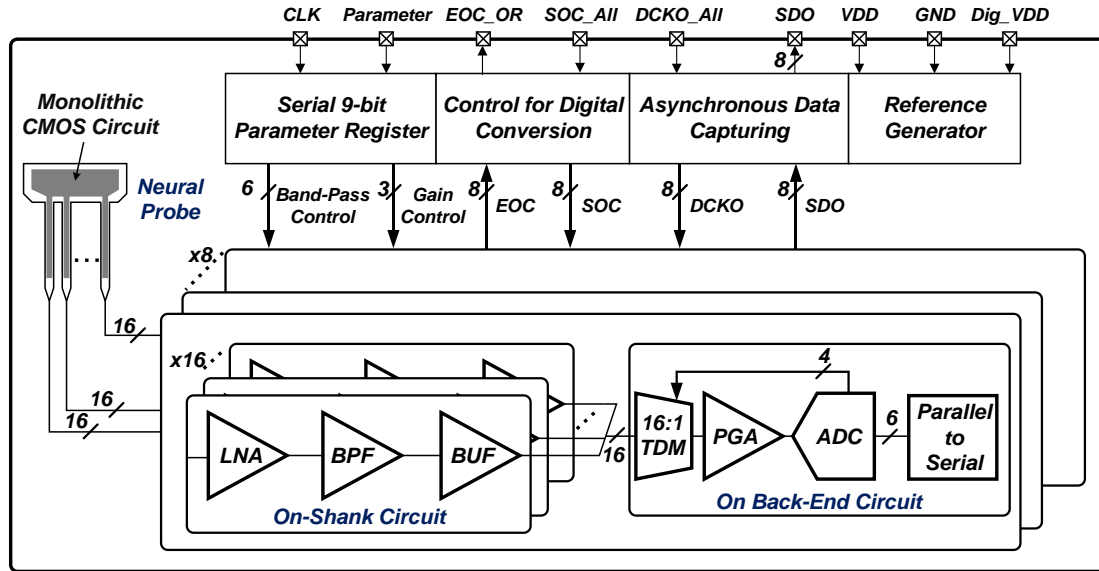 CLK Parameter EOC_OR SOC_All DCKO_All SDO VDD GND Dig_VDD
8
Serial 9-bit
Parameter Register
Control for Digital
Conversion
Asynchronous Data
Capturing
Reference
Generator
Monolithic
CMOS Circuit
Neural
Probe
6
Band-Pass
Control
3
Gain
Control
8
EOC
8
SOC
8
DCKO
8
SDO
x8
...
16
16
16
x16
LNA
BPF
BUF
On-Shank Circuit
16
4
16:1
TDM
PGA
ADC
6
Parallel
to
Serial
On Back-End Circuit